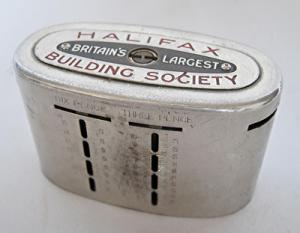 HALIFAX
BRITAIN'S LARGEST
BUILDING SOCIETY
SIX PENCE THREE PENCE